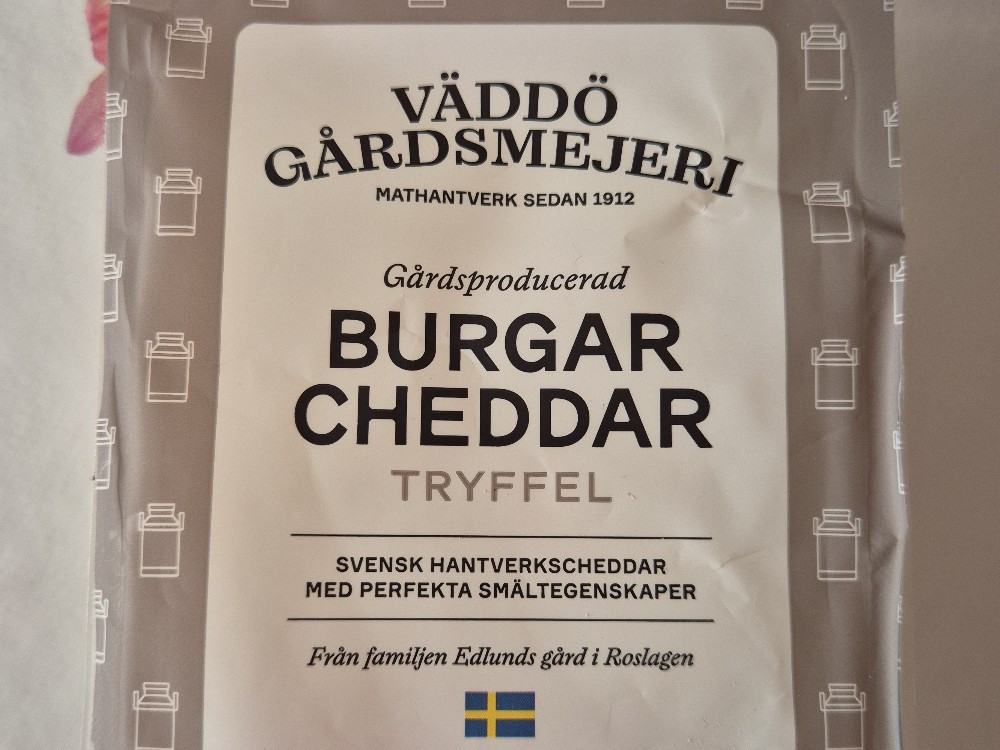 VÄDDÖ
GÅRDSMEJERI
MATHANTVERK SEDAN 1912
Gårdsproducerad
BURGAR
CHEDDAR
TRYFFEL
SVENSK HANTVERKSCHEDDAR
MED PERFEKTA SMÄLTEGENSKAPER
Från familjen Edlunds gård i Roslagen